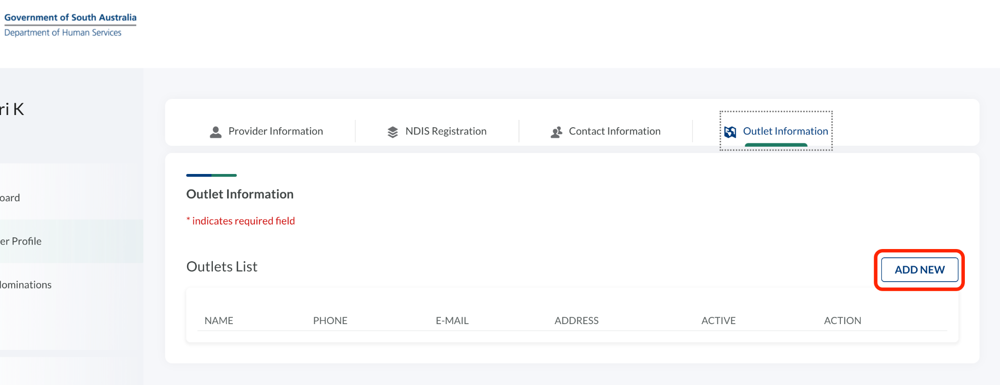 Government of South Australia
Department of Human Services
ri K
Provider Information
NDIS Registration
Contact Information
Outlet Information
oard
er Profile
ominations
Outlet Information
* indicates required field
Outlets List
ADD NEW
NAME PHONE E-MAIL ADDRESS ACTIVE ACTION